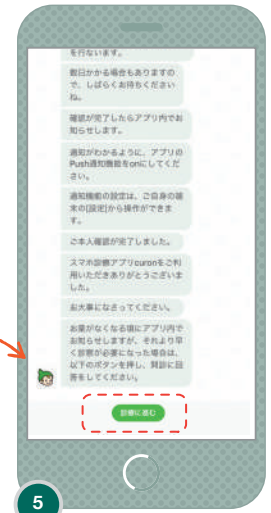 を行ないます。
数日かかる場合もありますの
で、しばらくお待ちください
ね。
確認が完了したらアプリ内でお
知らせします。
通知がわかるように、アプリの
Push通知機能をonにしてくだ
さい。
通知機能の設定は、ご自身の端
末の[設定]から操作ができま
す。
ご本人確認が完了しました。
スマホ診療アプリcuronをご利
用いただきありがとうございま
した。
お大事になさってください。
お薬がなくなる頃にアプリ内で
お知らせしますが、それより早
く診察が必要になった場合は、
以下のボタンを押し、問診に回
答をしてください。
診察に進む
5